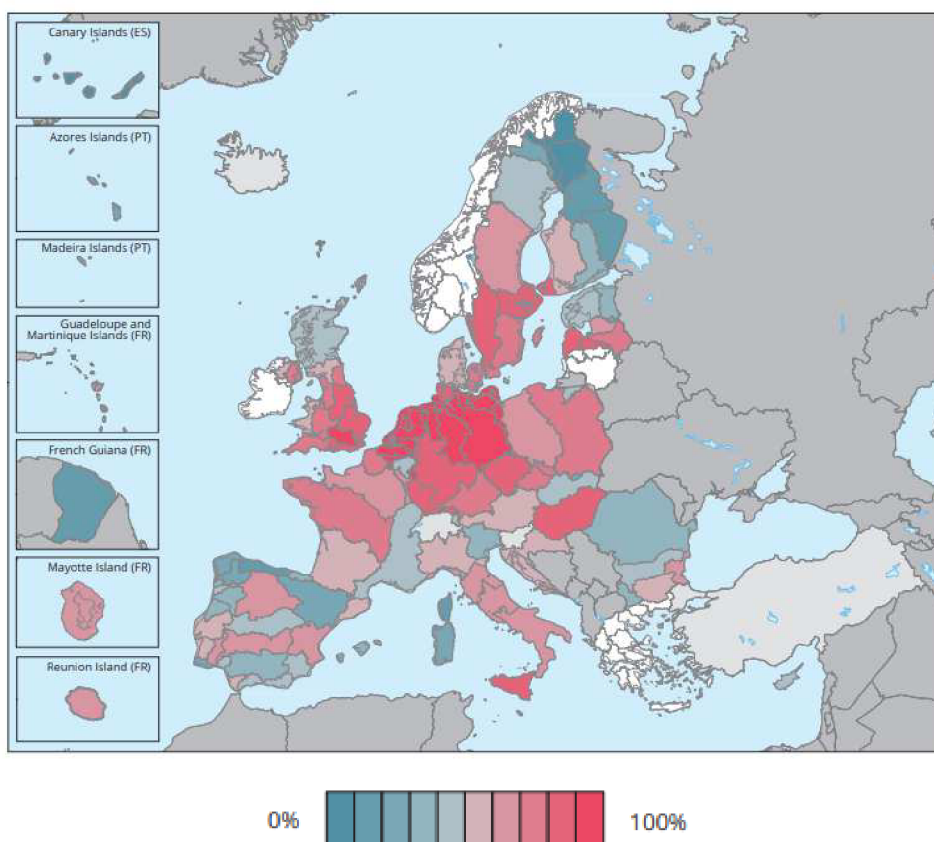 Canary Islands (ES)
Azores Islands (PT)
Madeira Islands (PT)
Guadeloupe and
Martinique Islands (FR)
French Guiana (FR)
Mayotte Island (FR)
Reunion Island (FR)
0%
100%